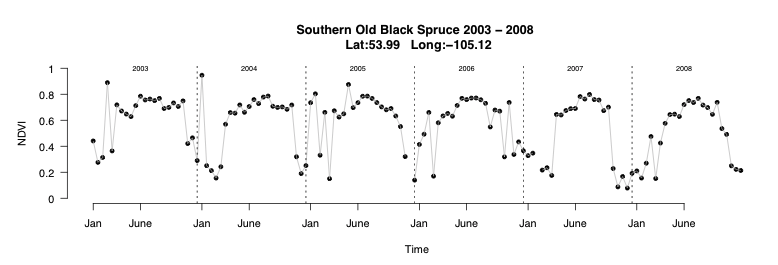 Southern Old Black Spruce 2003 − 2008
Lat:53.99 Long:−105.12
2003 2004 2005 2006 2007 2008
1
0.8
0.6
0.4
0.2
0
NDVI
Jan June Jan June Jan June Jan June Jan June Jan June
Time